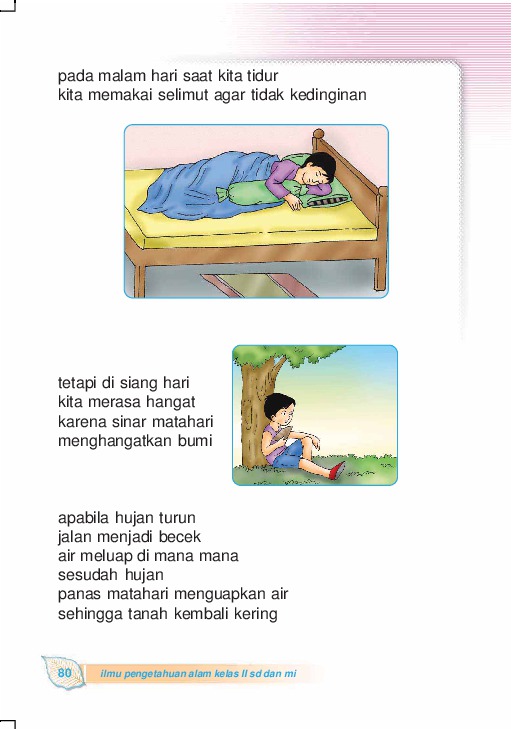 pada malam hari saat kita tidur
kita memakai selimut agar tidak kedinginan
tetapi di siang hari
kita merasa hangat
karena sinar matahari
menghangatkan bumi
apabila hujan turun
jalan menjadi becek
air meluap di mana mana
sesudah hujan
panas matahari menguapkan air
sehingga tanah kembali kering
80 ilmu pengetahuan alam kelas II sd dan mi